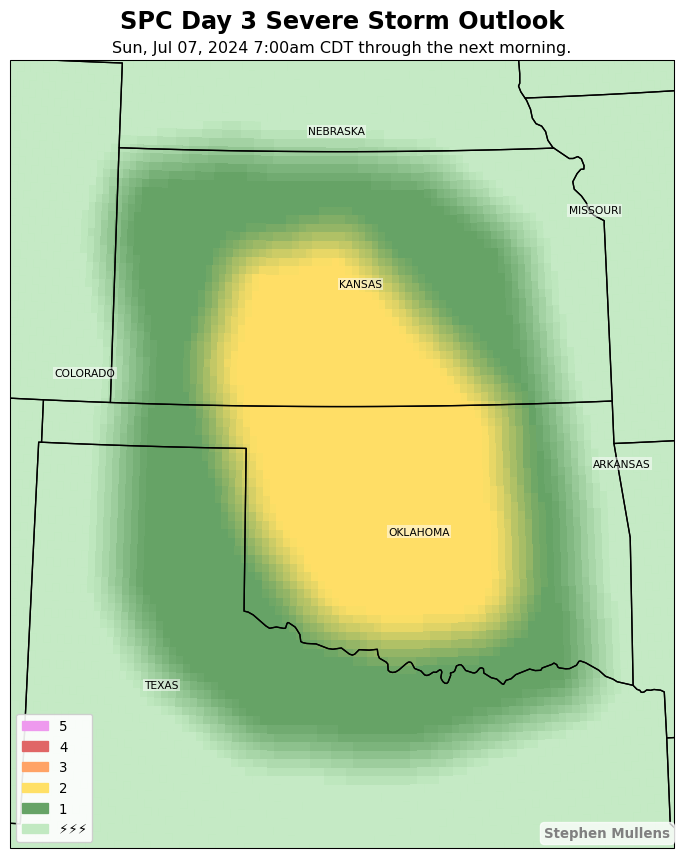 SPC Day 3 Severe Storm Outlook
Sun, Jul 07, 2024 7:00am CDT through the next morning.
NEBRASKA
MISSOURI
KANSAS
COLORADO
ARKANSAS
OKLAHOMA
TEXAS
5
4
3
2
1
⚡⚡⚡
Stephen Mullens